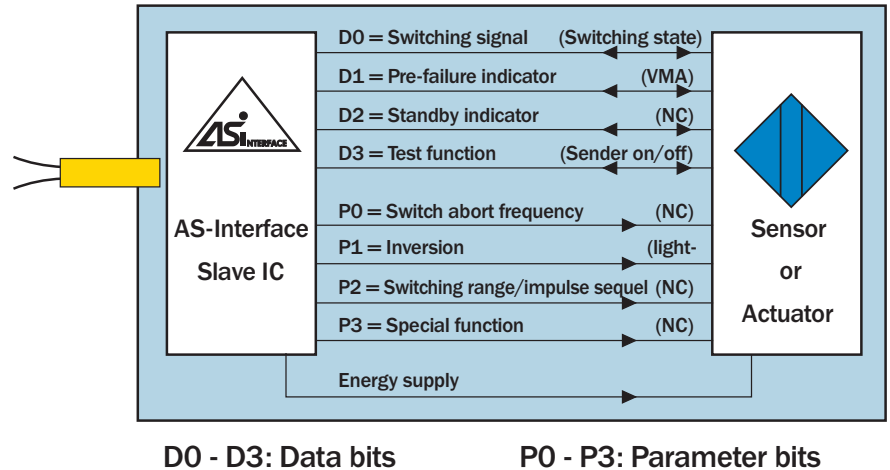 D0 = Switching signal (Switching state)
D1 = Pre-failure indicator (VMA)
D2 = Standby indicator (NC)
D3 = Test function (Sender on/off)
P0 = Switch abort frequency (NC)
P1 = Inversion (light-
P2 = Switching range/impulse sequel (NC)
P3 = Special function (NC)
Energy supply
ASi INTERFACE
AS-Interface
Slave IC
Sensor
or
Actuator
D0 - D3: Data bits P0 - P3: Parameter bits